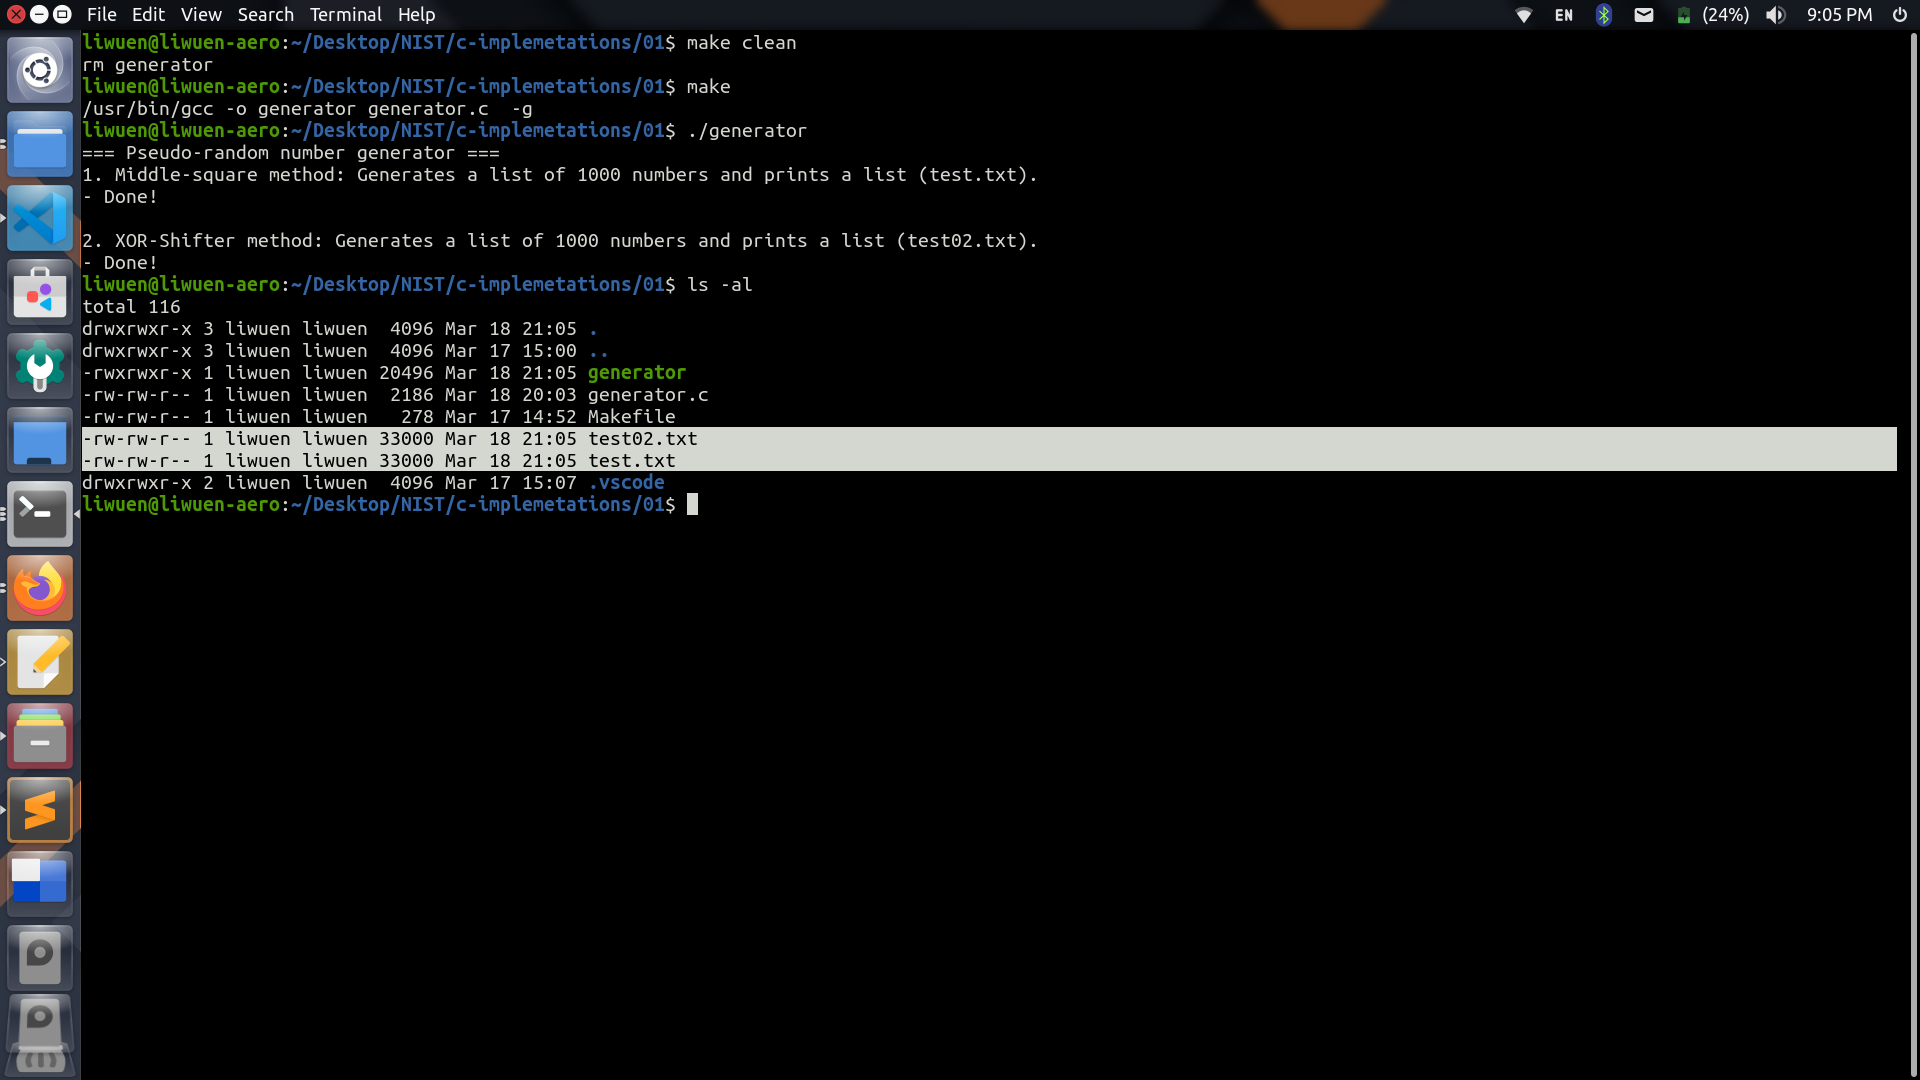 File Edit View Search Terminal Help EN (24%) 9:05 PM
liwuen@liwuen-aero:~/Desktop/NIST/c-implemetations/01$ make clean
rm generator
liwuen@liwuen-aero:~/Desktop/NIST/c-implemetations/01$ make
/usr/bin/gcc -o generator generator.c  -g
liwuen@liwuen-aero:~/Desktop/NIST/c-implemetations/01$ ./generator
=== Pseudo-random number generator ===
1. Middle-square method: Generates a list of 1000 numbers and prints a list (test.txt).
- Done!
2. XOR-Shifter method: Generates a list of 1000 numbers and prints a list (test02.txt).
- Done!
liwuen@liwuen-aero:~/Desktop/NIST/c-implemetations/01$ ls -al
total 116
drwxrwxr-x 3 liwuen liwuen  4096 Mar 18 21:05 .
drwxrwxr-x 3 liwuen liwuen  4096 Mar 17 15:00 ..
-rwxrwxr-x 1 liwuen liwuen 20496 Mar 18 21:05 generator
-rw-rw-r-- 1 liwuen liwuen  2186 Mar 18 20:03 generator.c
-rw-rw-r-- 1 liwuen liwuen   278 Mar 17 14:52 Makefile
-rw-rw-r-- 1 liwuen liwuen 33000 Mar 18 21:05 test02.txt
-rw-rw-r-- 1 liwuen liwuen 33000 Mar 18 21:05 test.txt
drwxrwxr-x 2 liwuen liwuen  4096 Mar 17 15:07 .vscode
liwuen@liwuen-aero:~/Desktop/NIST/c-implemetations/01$